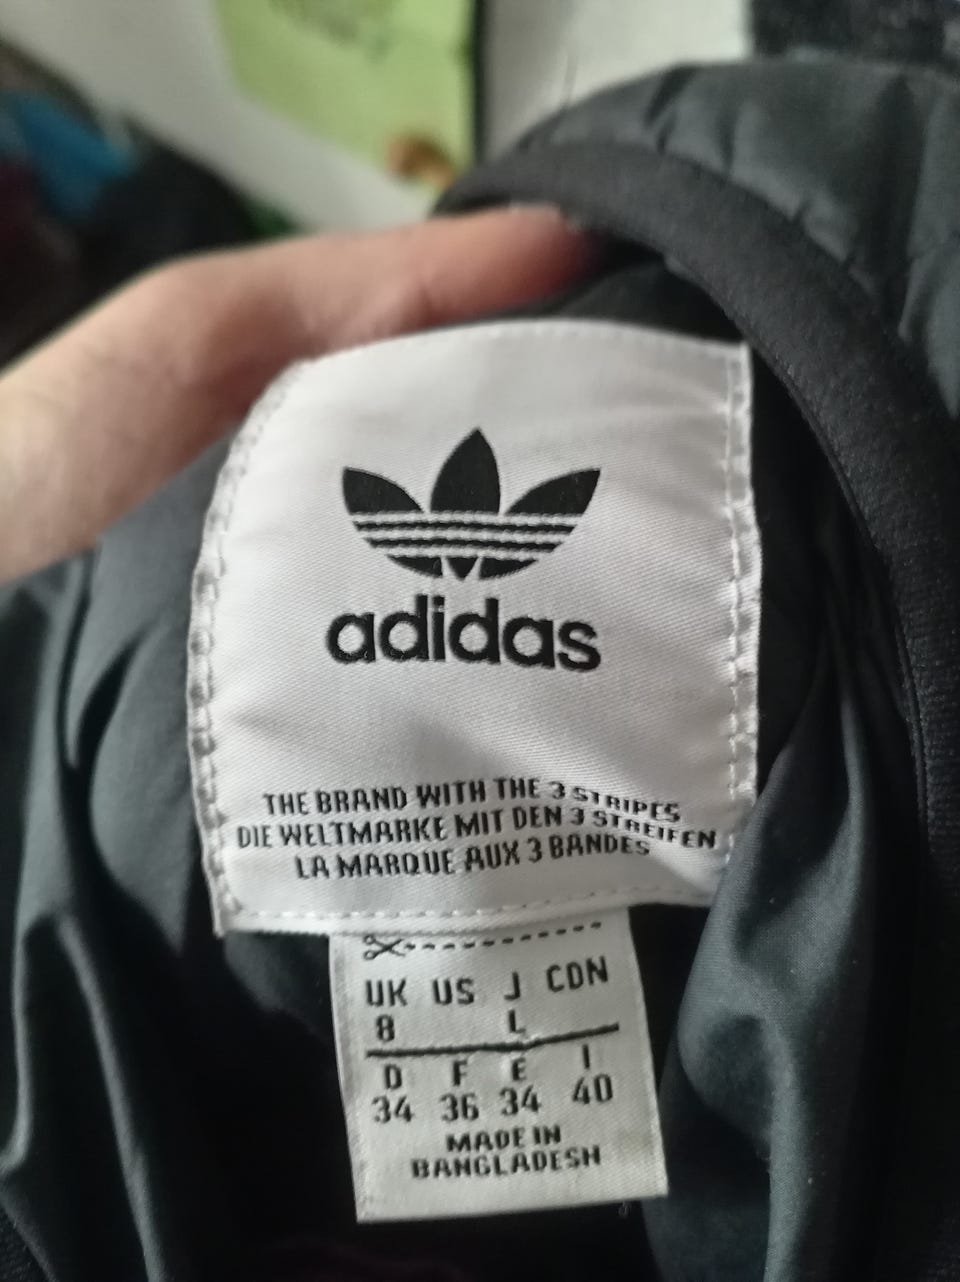 adidas
THE BRAND WITH THE 3 STRIPES
DIE WELTMARKE MIT DEN 3 STREIFEN
LA MARQUE AUX 3 BANDES
UK US J CDN
8 L
D F E I
34 36 34 40
MADE IN
BANGLADESH